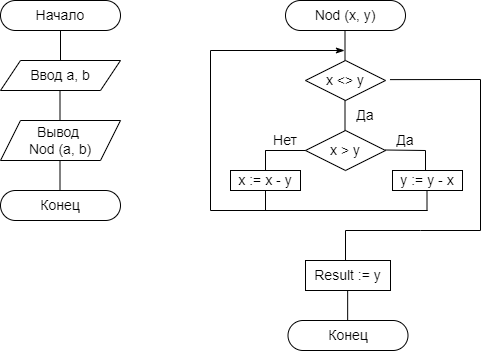 Начало
Ввод a, b
Вывод
Nod (a, b)
Конец
Nod (x, y)
x <> y
Да
Нет
x > y
Да
x := x - y
y := y - x
Result := y
Конец